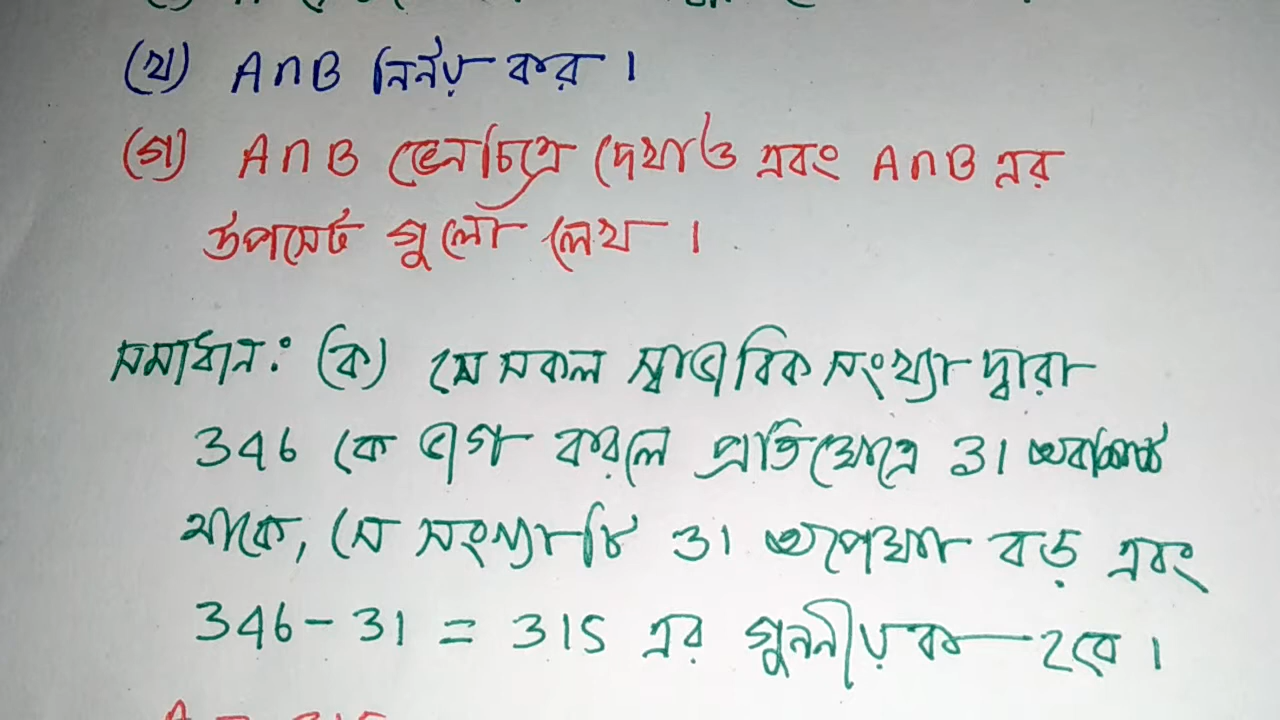 (খ) A∩B নির্নয় কর ।
(গ) A∩B ভেনচিত্রে দেখাও এবং A∩B এর
উপসেট গুলো লেখ ।
সমাধান: (ক) যে সকল স্বাভাবিক সংখ্যা দ্বারা
346 কে ভাগ করলে প্রতিক্ষেত্রে 31 অবশিষ্ট
থাকে, সে সংখ্যাটি 31 অপেক্ষা বড় এবং
346 - 31 = 315 এর গুননীয়ক হবে ।